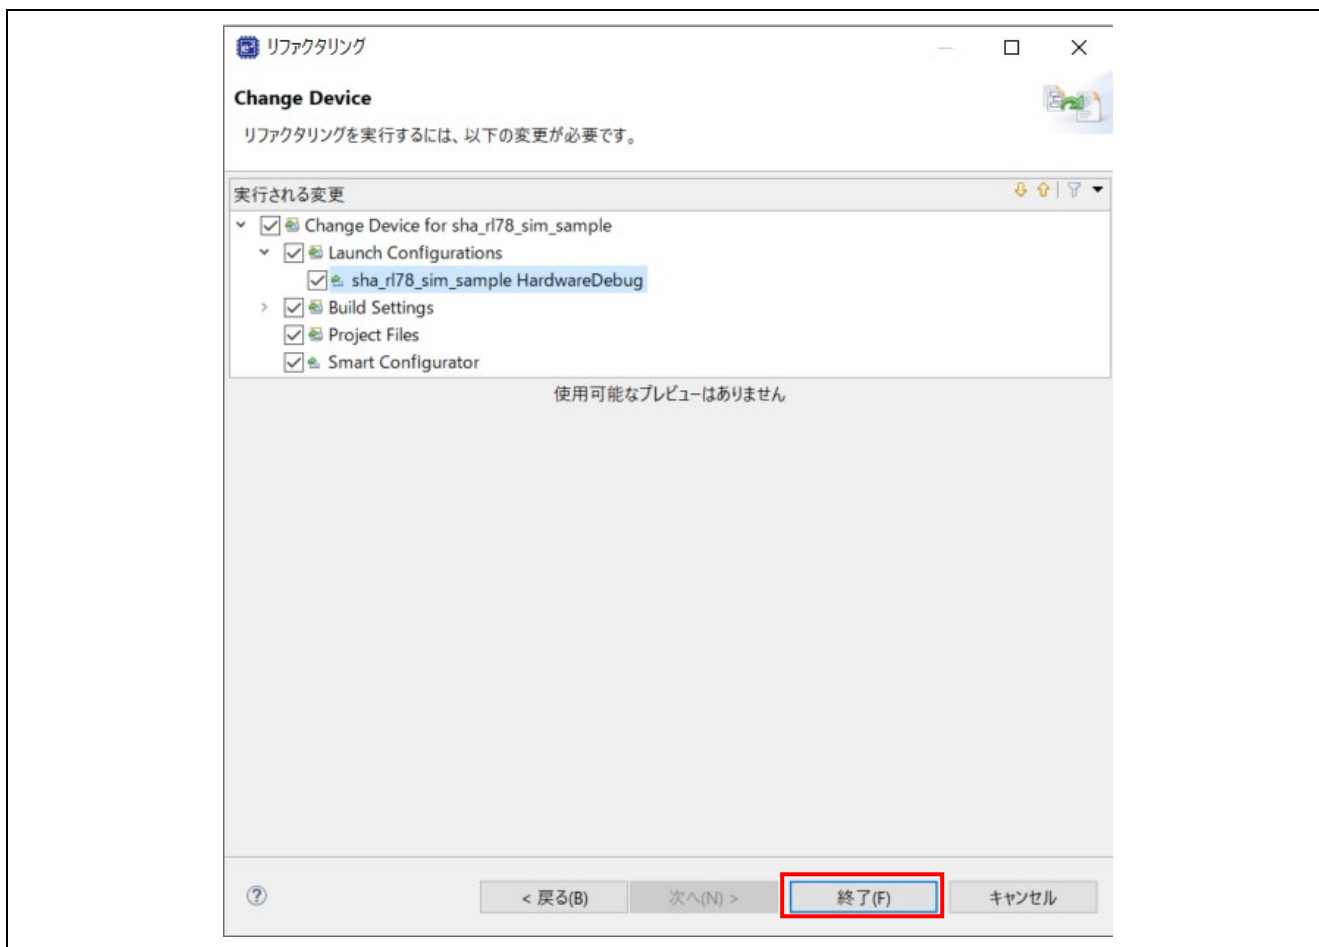 リファクタリング
Change Device
リファクタリングを実行するには、以下の変更が必要です。
実行される変更
Change Device for sha_rl78_sim_sample
Launch Configurations
sha_rl78_sim_sample HardwareDebug
Build Settings
Project Files
Smart Configurator
使用可能なプレビューはありません
< 戻る(B) 次へ(N) > 終了(F) キャンセル